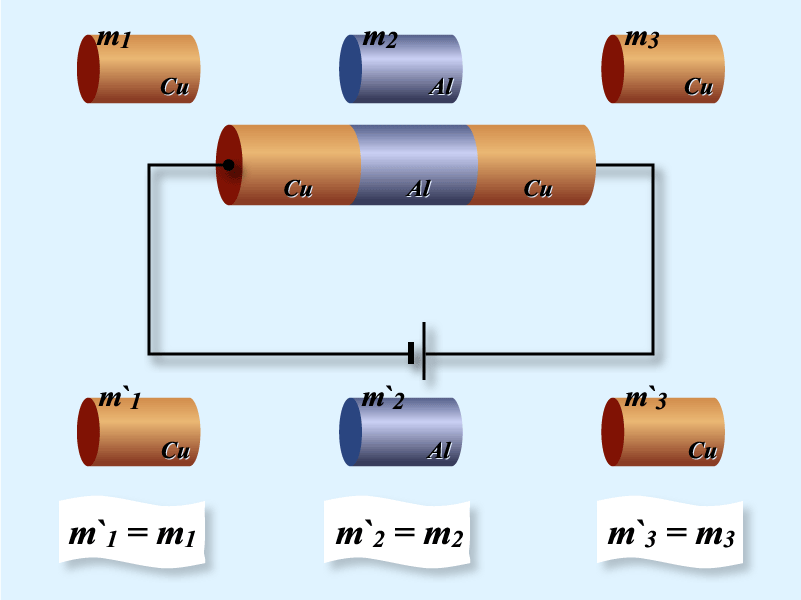 m1 m2 m3
Cu Al Cu
Cu Al Cu
m`1 m`2 m`3
Cu Al Cu
m`1 = m1 m`2 = m2 m`3 = m3